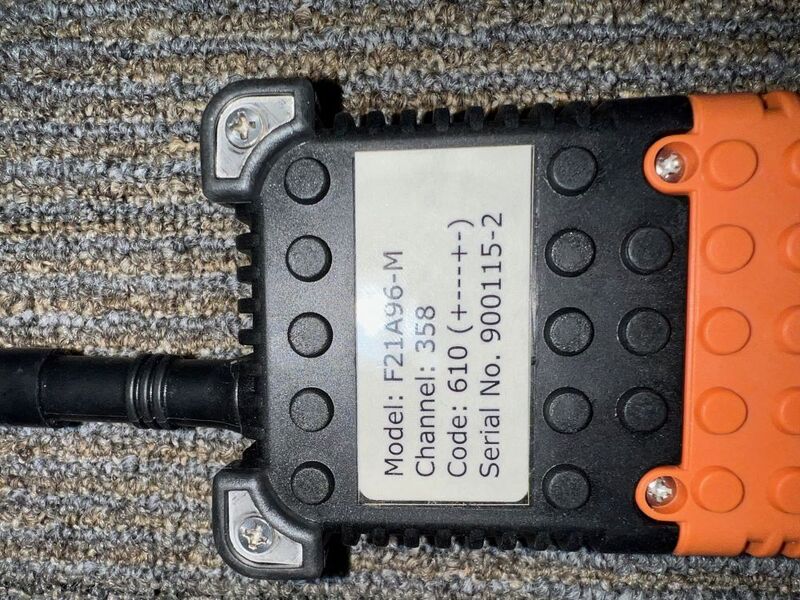 Model: F21A96-M
Channel: 358
Code: 610 (+----+-)
Serial No. 900115-2